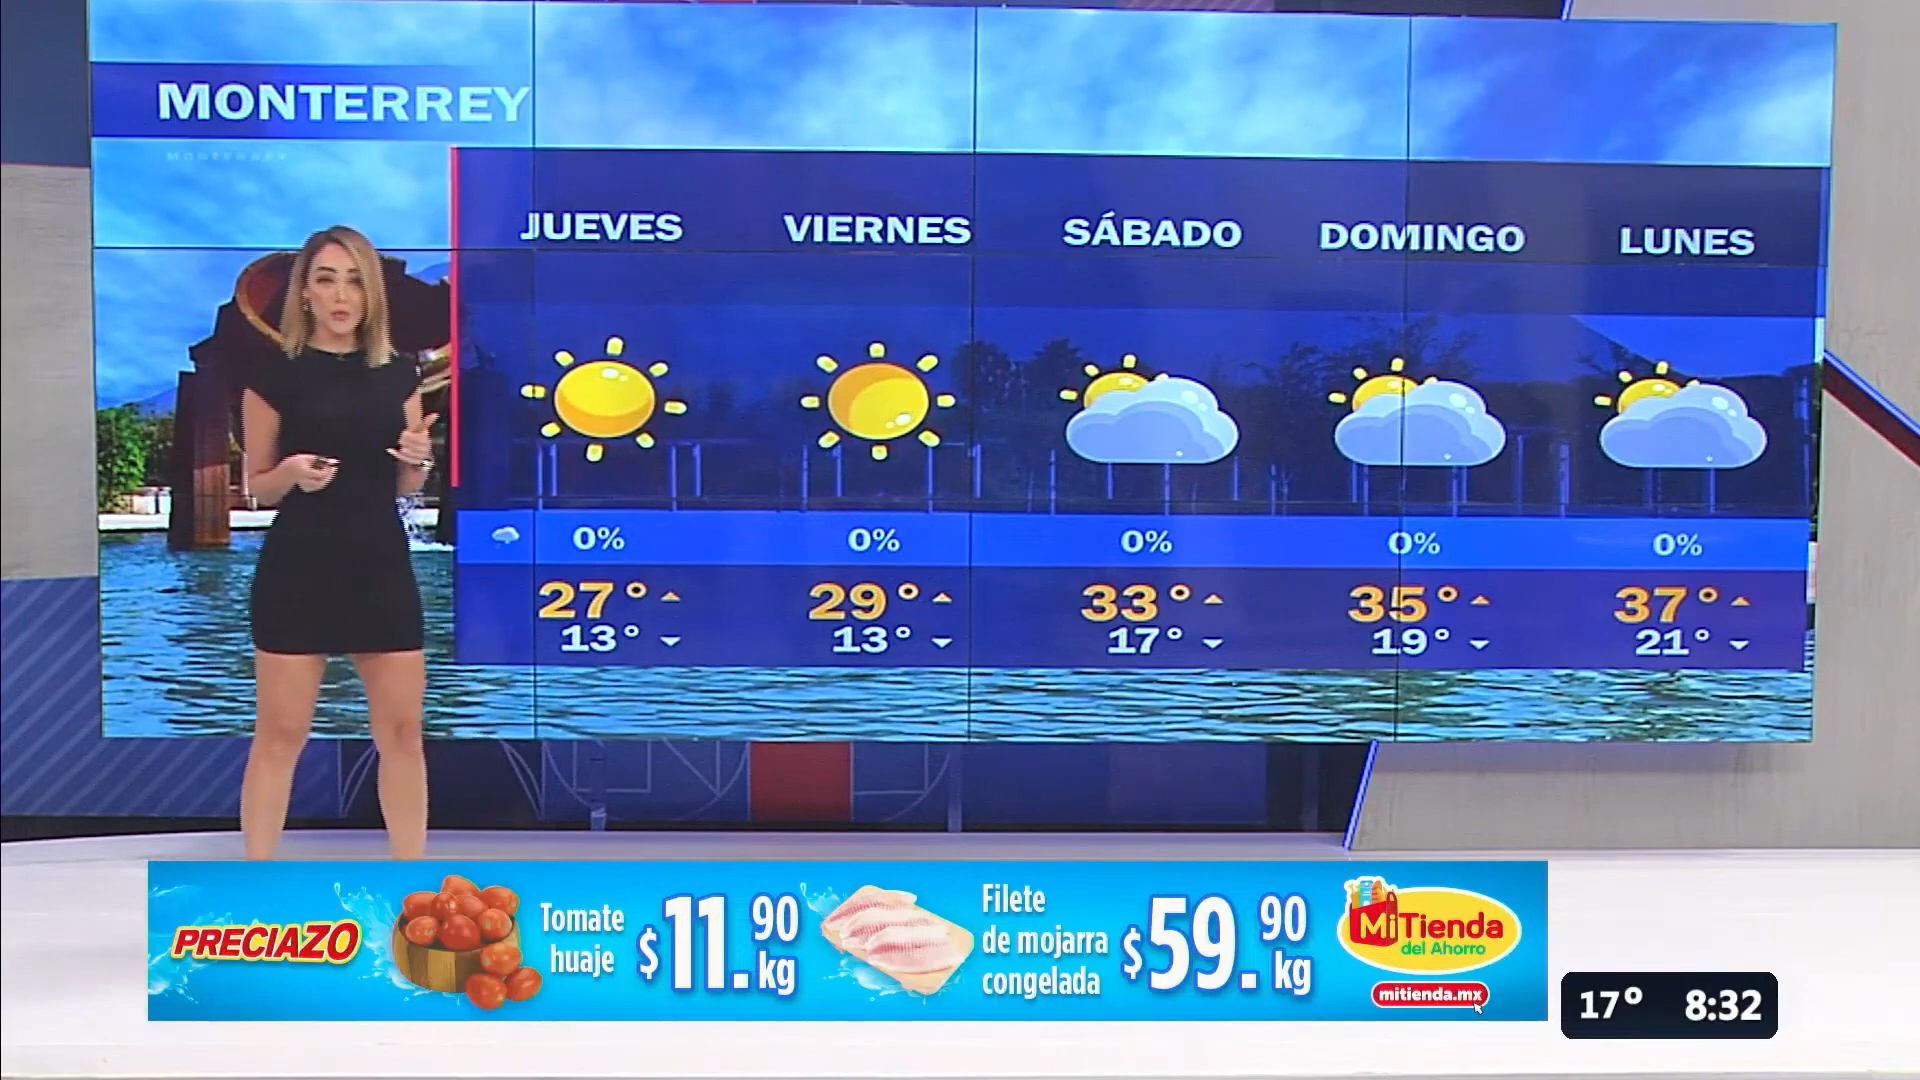 MONTERREY
MONTERREY
JUEVES VIERNES SÁBADO DOMINGO LUNES
0% 0% 0% 0% 0%
27° 29° 33° 35° 37°
13° 13° 17° 19° 21°
PRECIAZO
Tomate
huaje
$11.90
kg
Filete
de mojarra
congelada
$59.90
kg
MiTienda
del Ahorro
mitienda.mx
17° 8:32